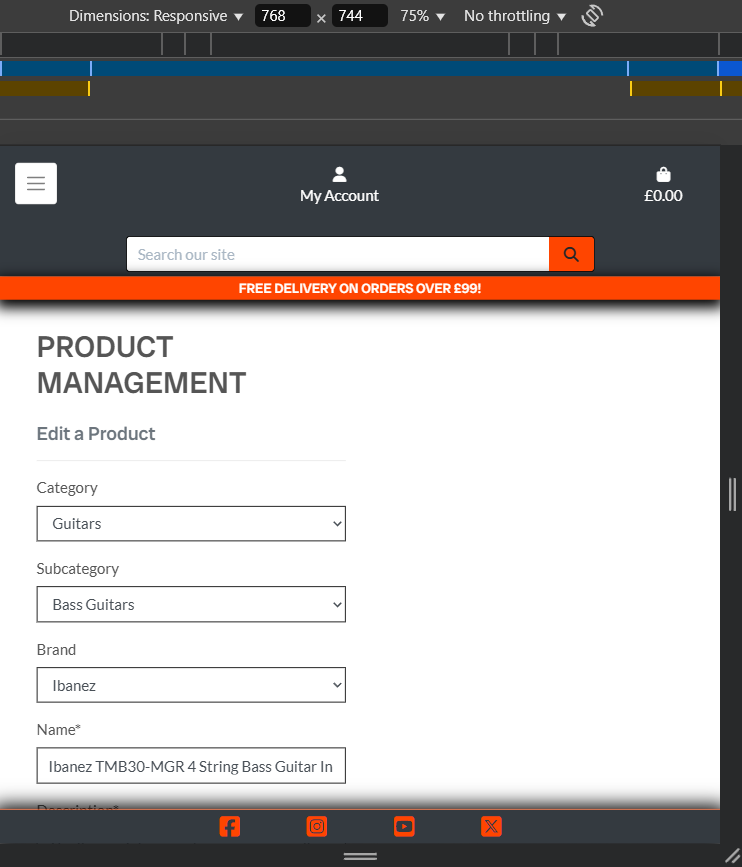 Dimensions: Responsive ▼ 768 × 744 75% ▼ No throttling ▼
My Account
£0.00
Search our site
FREE DELIVERY ON ORDERS OVER £99!
PRODUCT
MANAGEMENT
Edit a Product
Category
Guitars
Subcategory
Bass Guitars
Brand
Ibanez
Name*
Ibanez TMB30-MGR 4 String Bass Guitar In
Description*